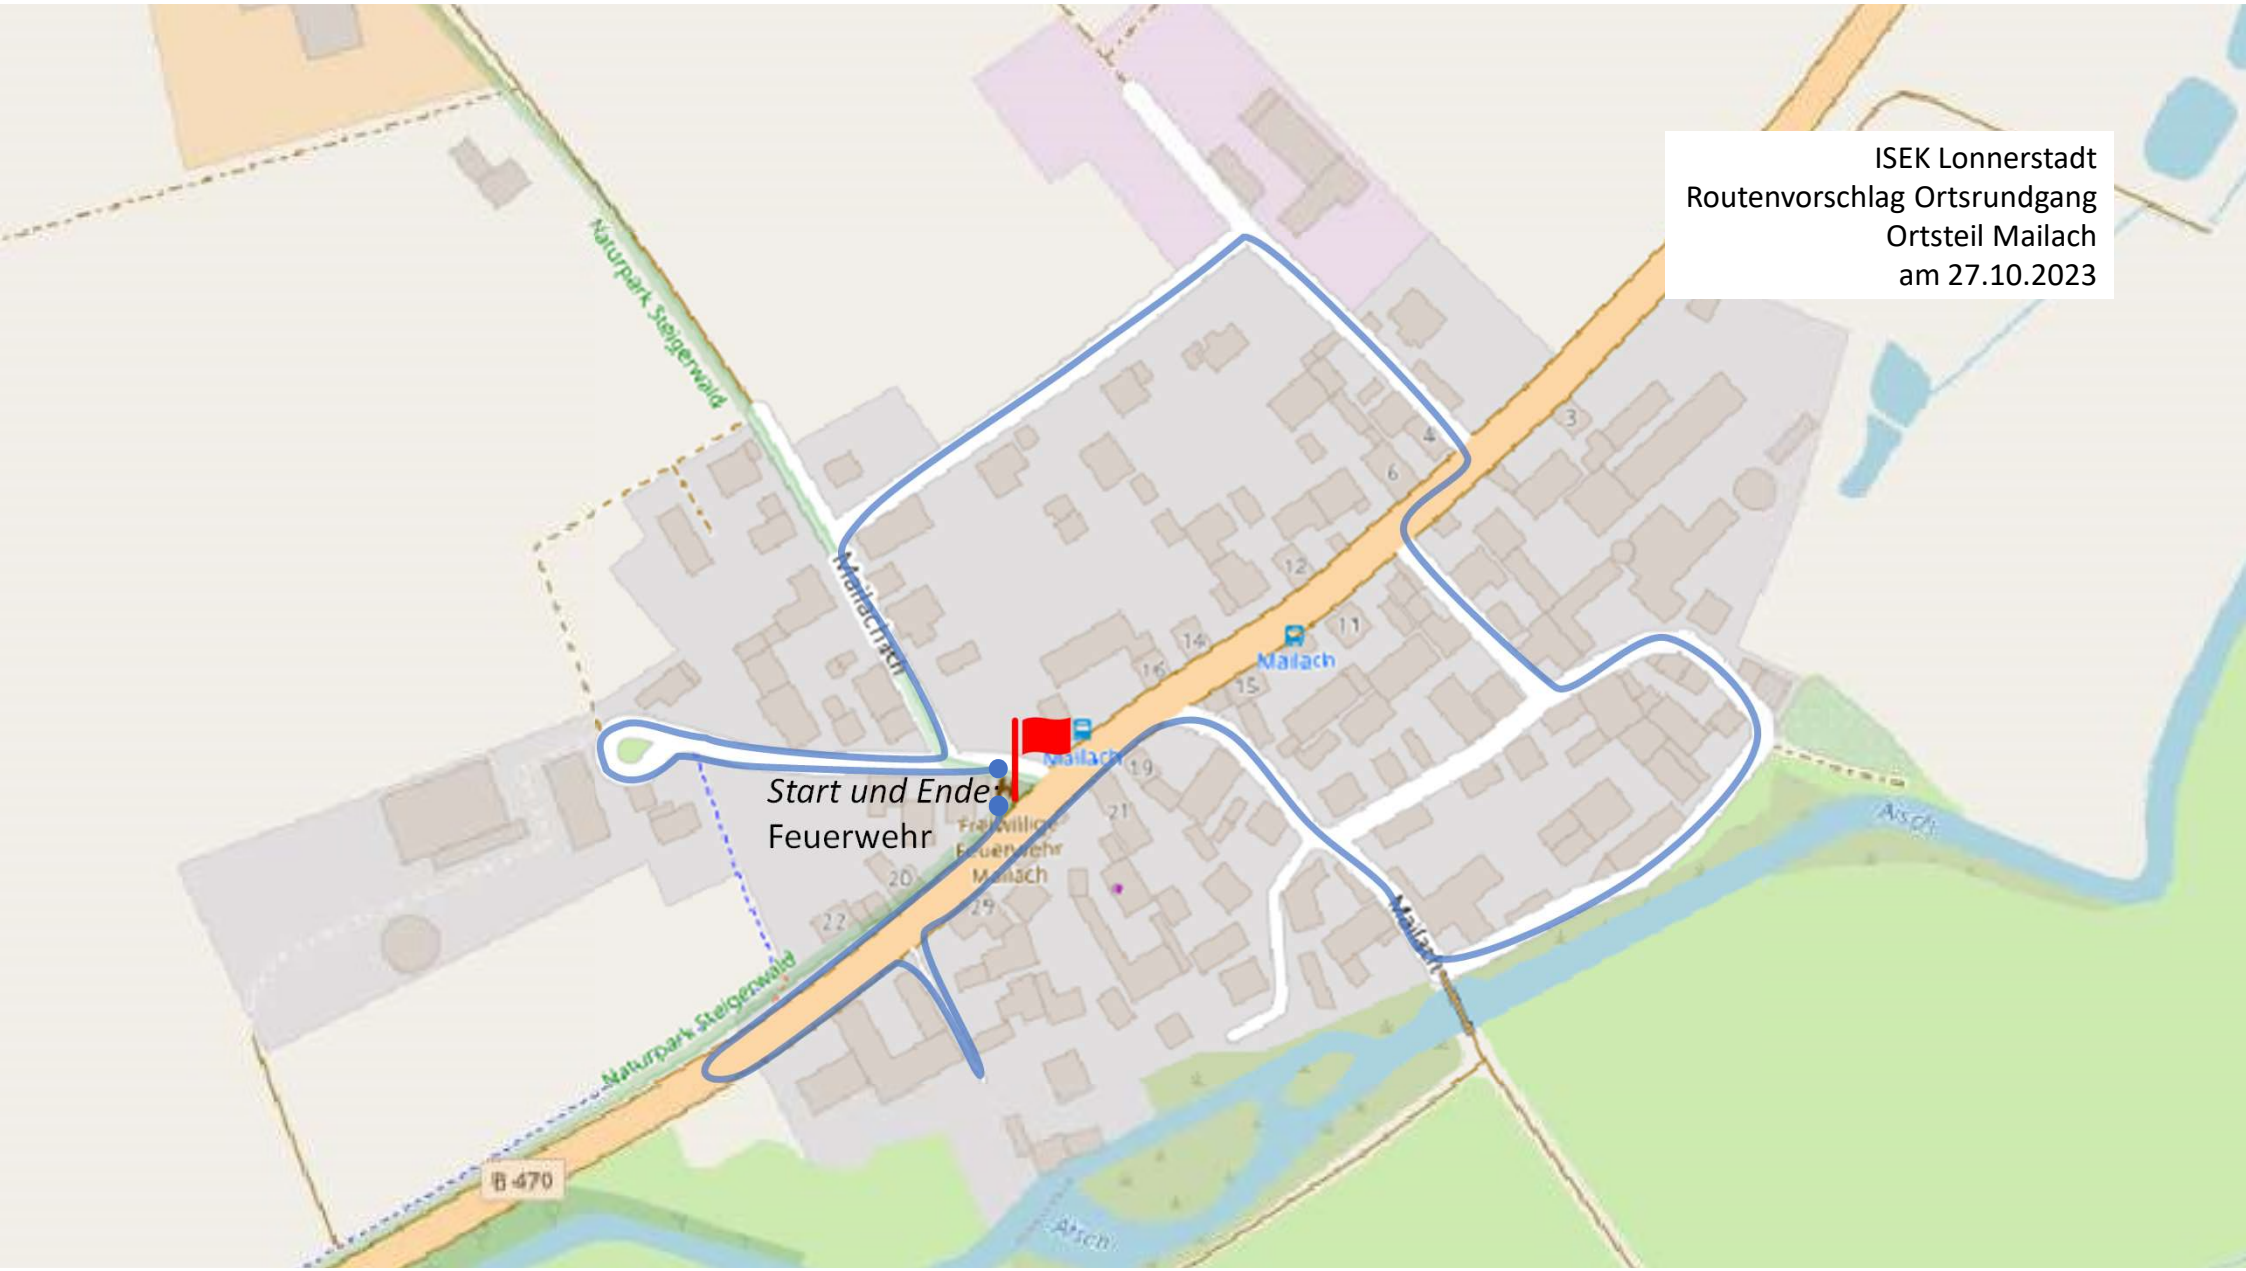 ISEK Lonnerstadt
Routenvorschlag Ortsrundgang
Ortsteil Mailach
am 27.10.2023
Naturpark Steigerwald
3
4
6
Mailach
12
11
14
Mailach
16
15
Mailach
19
Start und Ende:
Feuerwehr
21
Freiwillige
Feuerwehr
Mailach
20
22
29
Aisch
Mailach
Naturpark Steigerwald
B 470
Aisch